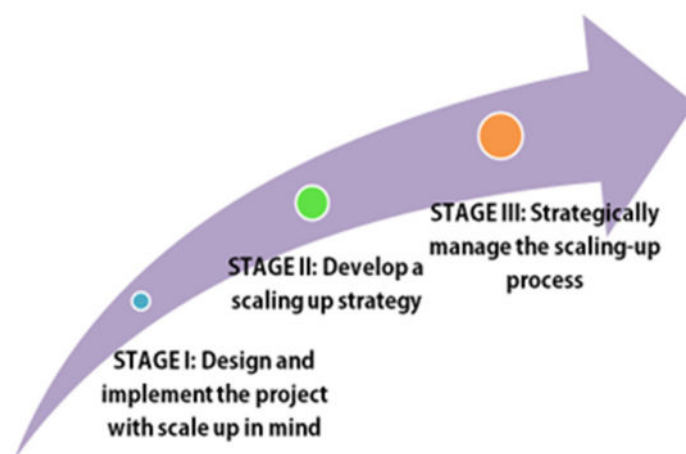 STAGE I: Design and
implement the project
with scale up in mind
STAGE II: Develop a
scaling up strategy
STAGE III: Strategically
manage the scaling-up
process